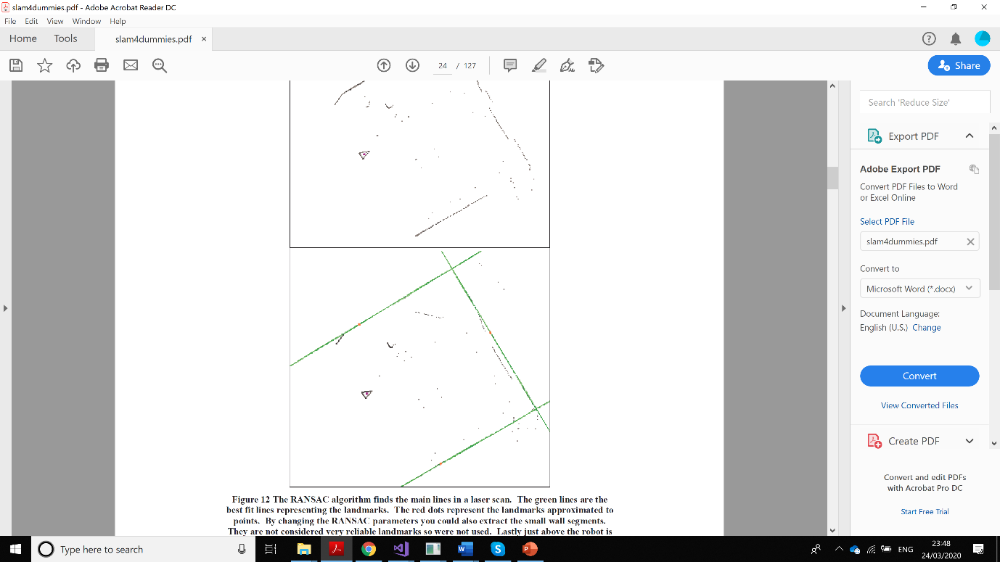 slam4dummies.pdf - Adobe Acrobat Reader DC
File Edit View Window Help
Home Tools slam4dummies.pdf ×
24 / 127
Share
Search 'Reduce Size'
Export PDF
Adobe Export PDF
Convert PDF Files to Word
or Excel Online
Select PDF File
slam4dummies.pdf
Convert to
Microsoft Word (*.docx)
Document Language:
English (U.S.) Change
Convert
View Converted Files
Create PDF
Convert and edit PDFs
with Acrobat Pro DC
Start Free Trial
Figure 12 The RANSAC algorithm finds the main lines in a laser scan. The green lines are the
best fit lines representing the landmarks. The red dots represent the landmarks approximated to
points. By changing the RANSAC parameters you could also extract the small wall segments.
They are not considered very reliable landmarks so were not used. Lastly just above the robot is
Type here to search
ENG
23:48
24/03/2020